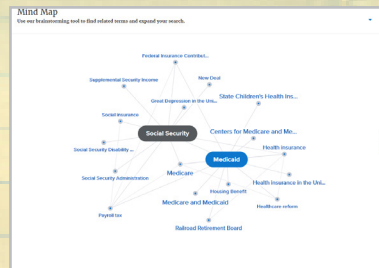 Mind Map
Use our brainstorming tool to find related terms and expand your search.
Federal Insurance Contributi...
Supplemental Security Income
New Deal
State Children's Health Ins...
Great Depression in the Uni...
Social insurance
Social Security
Centers for Medicare and Me...
Social Security Disability ...
Health insurance
Medicaid
Medicare
Social Security Administration
Health Insurance in the Uni...
Housing Benefit
Medicare and Medicaid
Healthcare reform
Payroll tax
Railroad Retirement Board